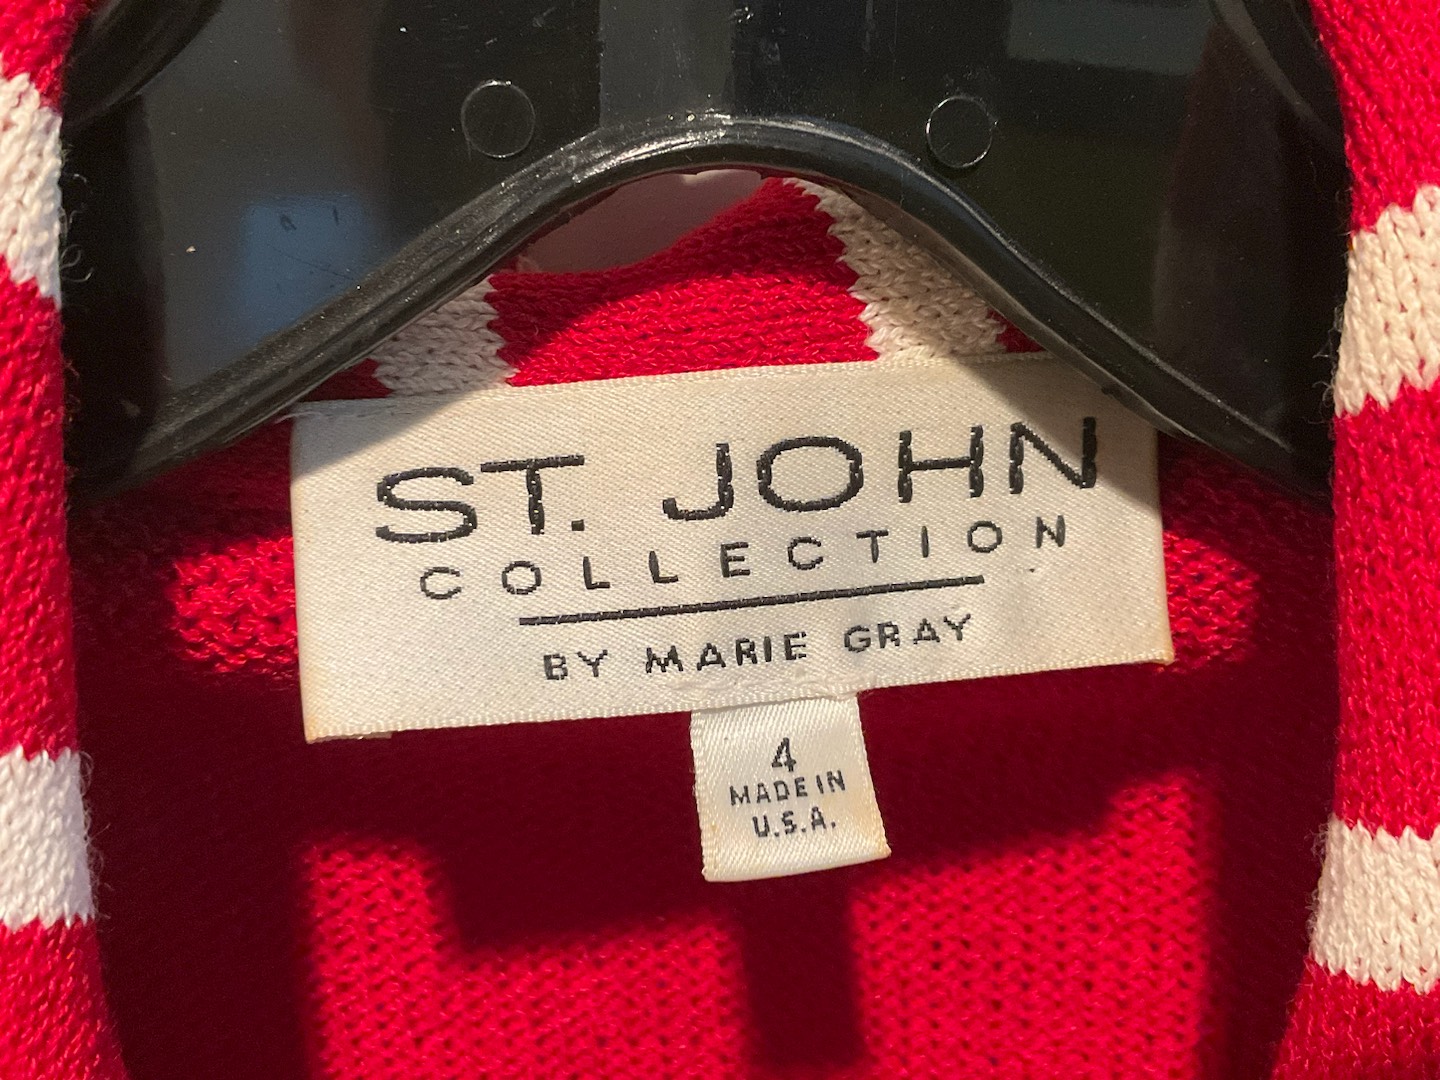 ST. JOHN
COLLECTION
BY MARIE GRAY
4
MADE IN
U.S.A.